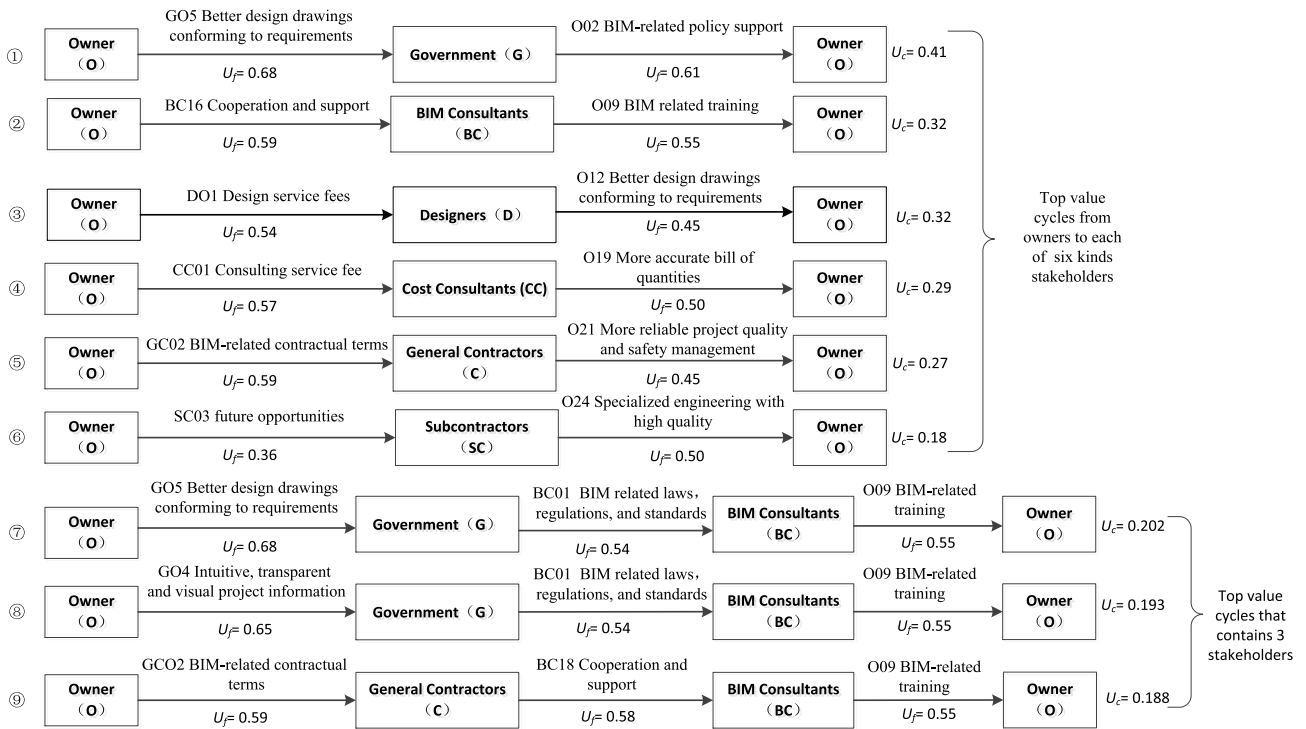 ①
Owner
（O）
GO5 Better design drawings
conforming to requirements
Uf= 0.68
Government（G）
O02 BIM-related policy support
Uf= 0.61
Owner
（O）
Uc= 0.41
②
Owner
（O）
BC16 Cooperation and support
Uf= 0.59
BIM Consultants
（BC）
O09 BIM related training
Uf= 0.55
Owner
（O）
Uc= 0.32
③
Owner
（O）
DO1 Design service fees
Uf= 0.54
Designers（D）
O12 Better design drawings
conforming to requirements
Uf= 0.45
Owner
（O）
Uc= 0.32
④
Owner
（O）
CC01 Consulting service fee
Uf= 0.57
Cost Consultants (CC)
O19 More accurate bill of
quantities
Uf= 0.50
Owner
（O）
Uc= 0.29
⑤
Owner
（O）
GC02 BIM-related contractual terms
Uf= 0.59
General Contractors
（C）
O21 More reliable project quality
and safety management
Uf= 0.45
Owner
（O）
Uc= 0.27
⑥
Owner
（O）
SC03 future opportunities
Uf= 0.36
Subcontractors
（SC）
O24 Specialized engineering with
high quality
Uf= 0.50
Owner
（O）
Uc= 0.18
Top value
cycles from
owners to each
of six kinds
stakeholders
⑦
Owner
（O）
GO5 Better design drawings
conforming to requirements
Uf= 0.68
Government（G）
BC01 BIM related laws，
regulations, and standards
Uf= 0.54
BIM Consultants
（BC）
O09 BIM-related
training
Uf= 0.55
Owner
（O）
Uc= 0.202
⑧
Owner
（O）
GO4 Intuitive, transparent
and visual project information
Uf= 0.65
Government（G）
BC01 BIM related laws，
regulations, and standards
Uf= 0.54
BIM Consultants
（BC）
O09 BIM-related
training
Uf= 0.55
Owner
（O）
Uc= 0.193
⑨
Owner
（O）
GCO2 BIM-related contractual
terms
Uf= 0.59
General Contractors
（C）
BC18 Cooperation and
support
Uf= 0.58
BIM Consultants
（BC）
O09 BIM-related
training
Uf= 0.55
Owner
（O）
Uc= 0.188
Top value
cycles that
contains 3
stakeholders